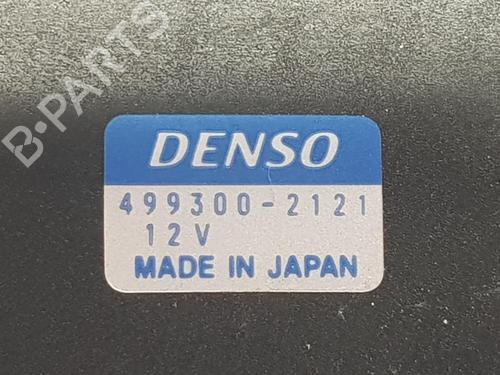 B-PARTS
DENSO
499300-2121
12V
MADE IN JAPAN